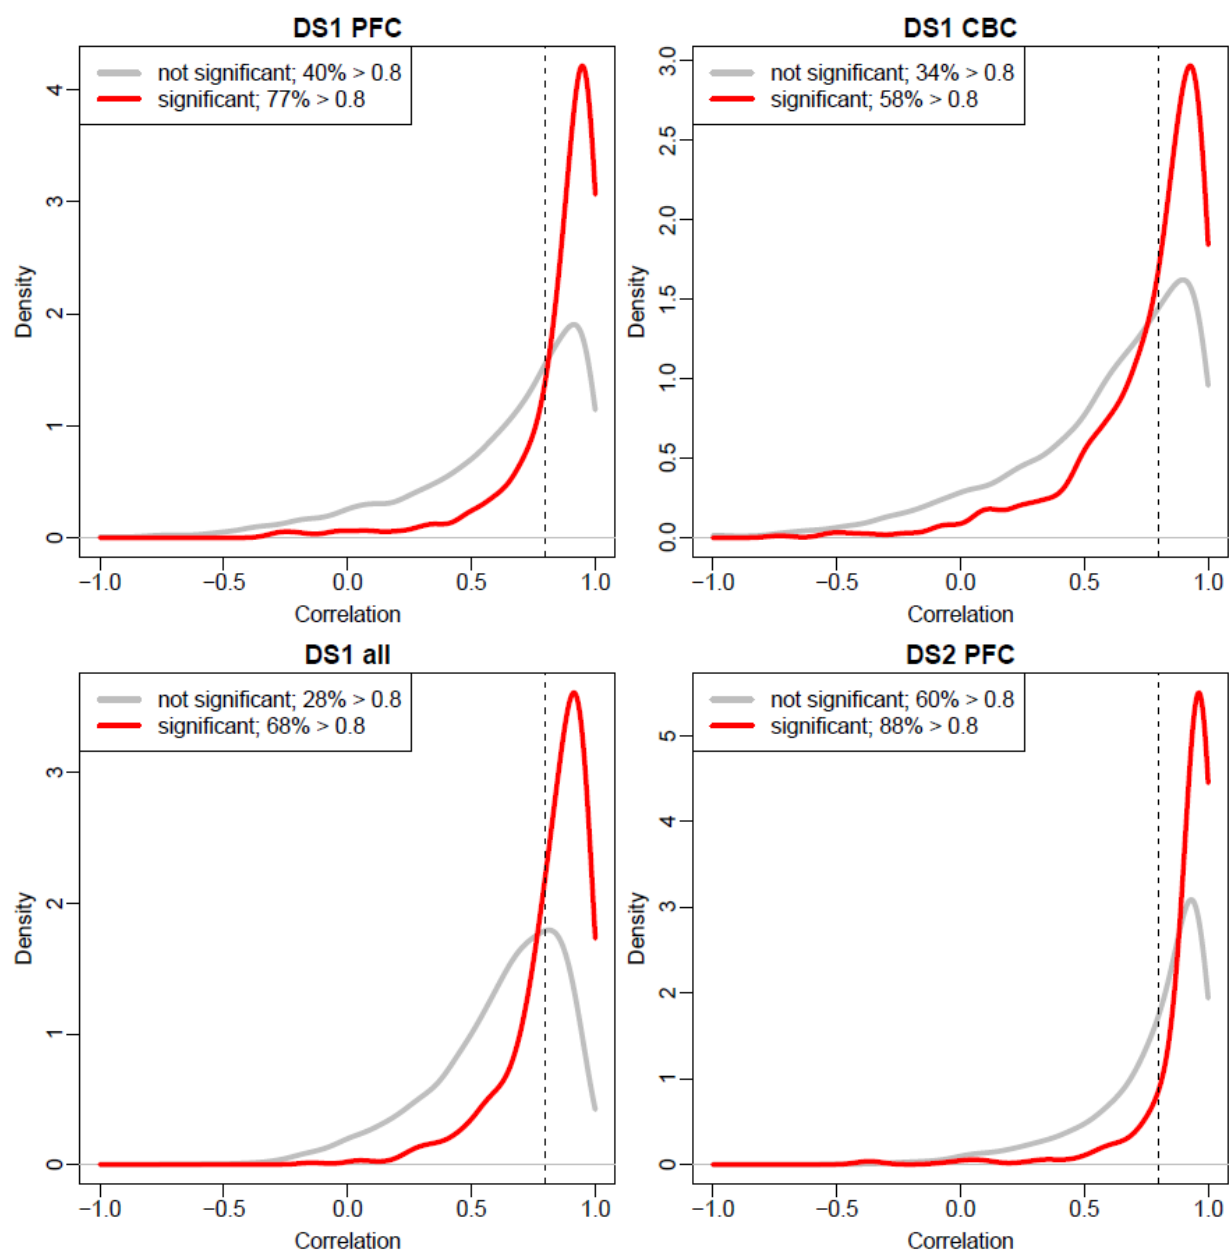 DS1 PFC
not significant; 40% > 0.8
significant; 77% > 0.8
Density
0
1
2
3
4
−1.0 −0.5 0.0 0.5 1.0
Correlation
DS1 CBC
not significant; 34% > 0.8
significant; 58% > 0.8
Density
0.0
0.5
1.0
1.5
2.0
2.5
3.0
−1.0 −0.5 0.0 0.5 1.0
Correlation
DS1 all
not significant; 28% > 0.8
significant; 68% > 0.8
Density
0
1
2
3
−1.0 −0.5 0.0 0.5 1.0
Correlation
DS2 PFC
not significant; 60% > 0.8
significant; 88% > 0.8
Density
0
1
2
3
4
5
−1.0 −0.5 0.0 0.5 1.0
Correlation